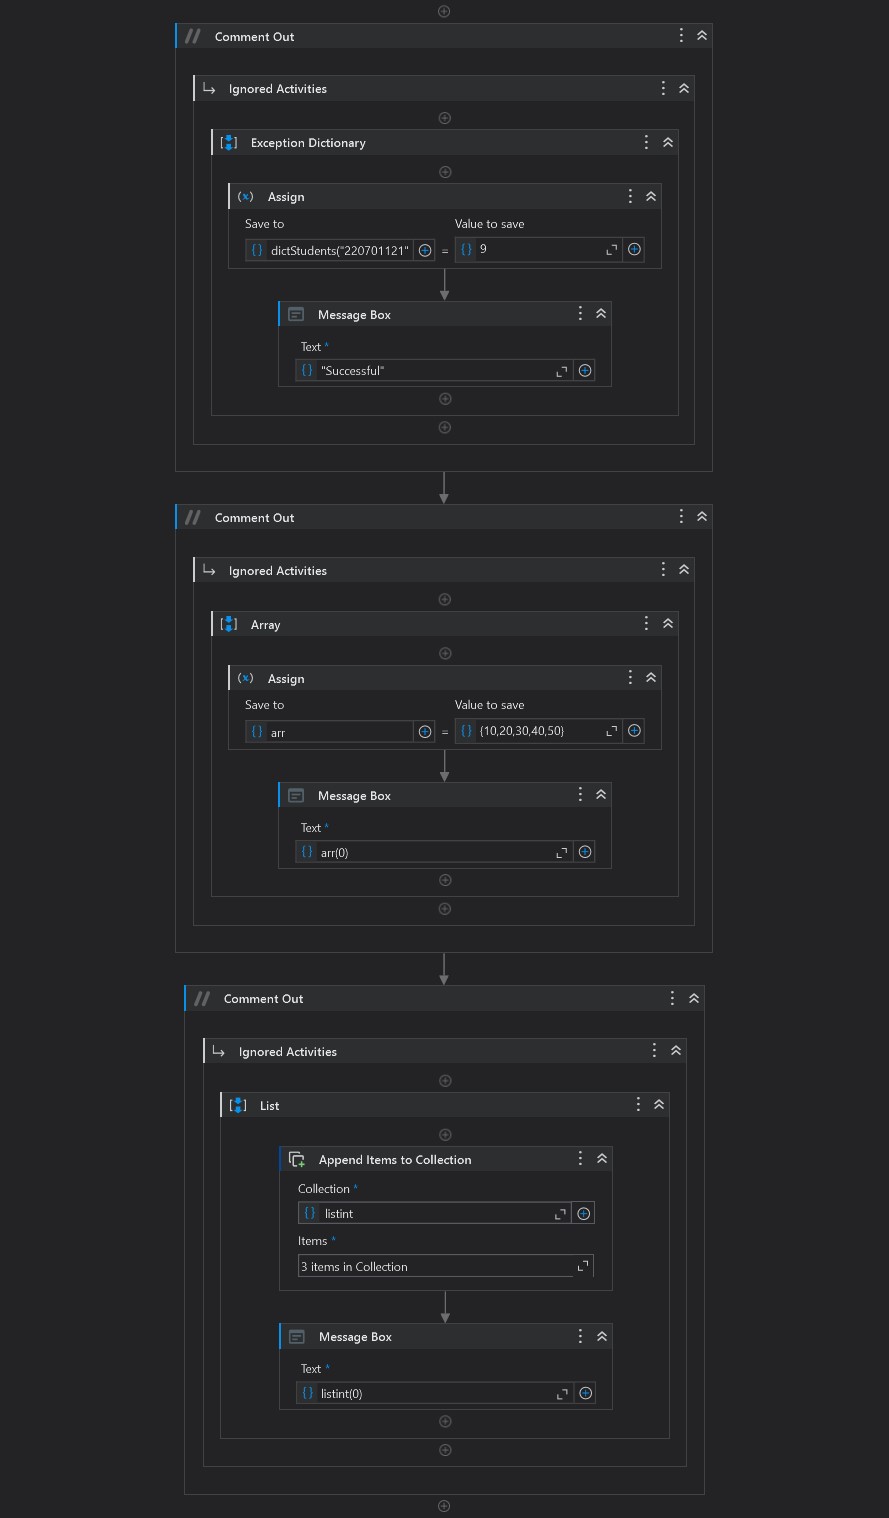 Comment Out
Ignored Activities
Exception Dictionary
Assign
Save to Value to save
dictStudents("220701121" = 9
Message Box
Text *
"Successful"
Comment Out
Ignored Activities
Array
Assign
Save to Value to save
arr = {10,20,30,40,50}
Message Box
Text *
arr(0)
Comment Out
Ignored Activities
List
Append Items to Collection
Collection *
listint
Items *
3 items in Collection
Message Box
Text *
listint(0)